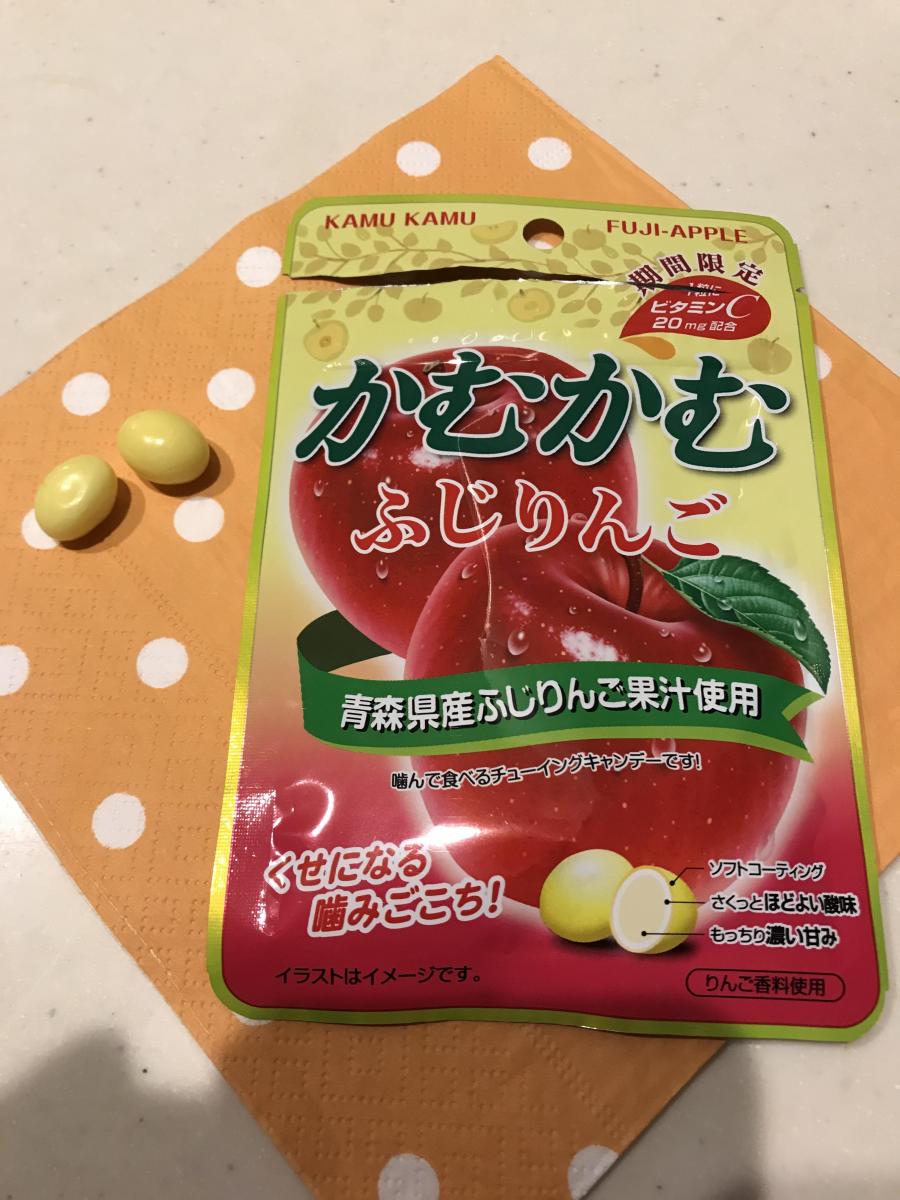 KAMU KAMU
FUJI-APPLE
期間限定
1粒に
ビタミンC
20mg配合
かむかむ
ふじりんご
青森県産ふじりんご果汁使用
噛んで食べるチューイングキャンデーです!
くせになる
噛みごこち!
ソフトコーティング
さくっとほどよい酸味
もっちり濃い甘み
イラストはイメージです。
りんご香料使用